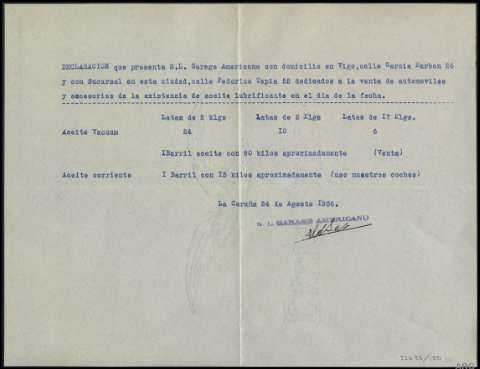 DECLARACION que presenta S.L. Garage Americano con domicilio en Vigo,calle Garcia Barbon 26
y con Sucursal en esta ciudad,calle Federico Tapia 52 dedicados a la venta de automoviles
y accesorios de la existencia de aceite lubrificante en el dia de la fecha.
Latas de 2 Klgs Latas de 5 Klgs Latas de 17 Klgs.
Aceite Vacuum 24 10 6
1Barril aceite con 90 kilos aproximadamente (Venta)
Aceite corriente I Barril con 15 kilos aproximadamente (uso nuestros coches)
La Coruña 24 de Agosto 1936.
S. L. GARAGE AMERICANO
ARG